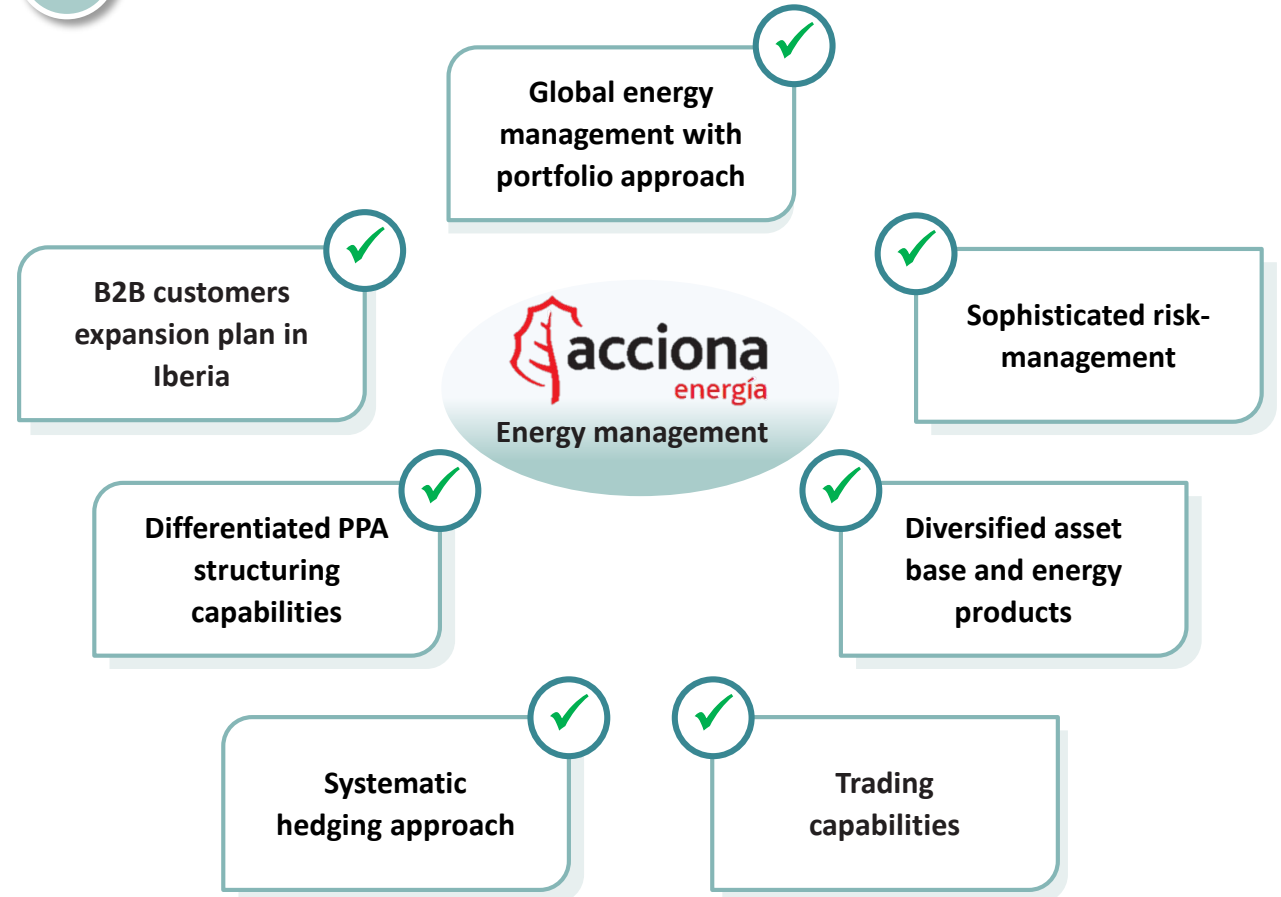 Global energy
management with
portfolio approach
B2B customers
expansion plan in
Iberia
Sophisticated risk-
management
acciona
energía
Energy management
Differentiated PPA
structuring
capabilities
Diversified asset
base and energy
products
Systematic
hedging approach
Trading
capabilities